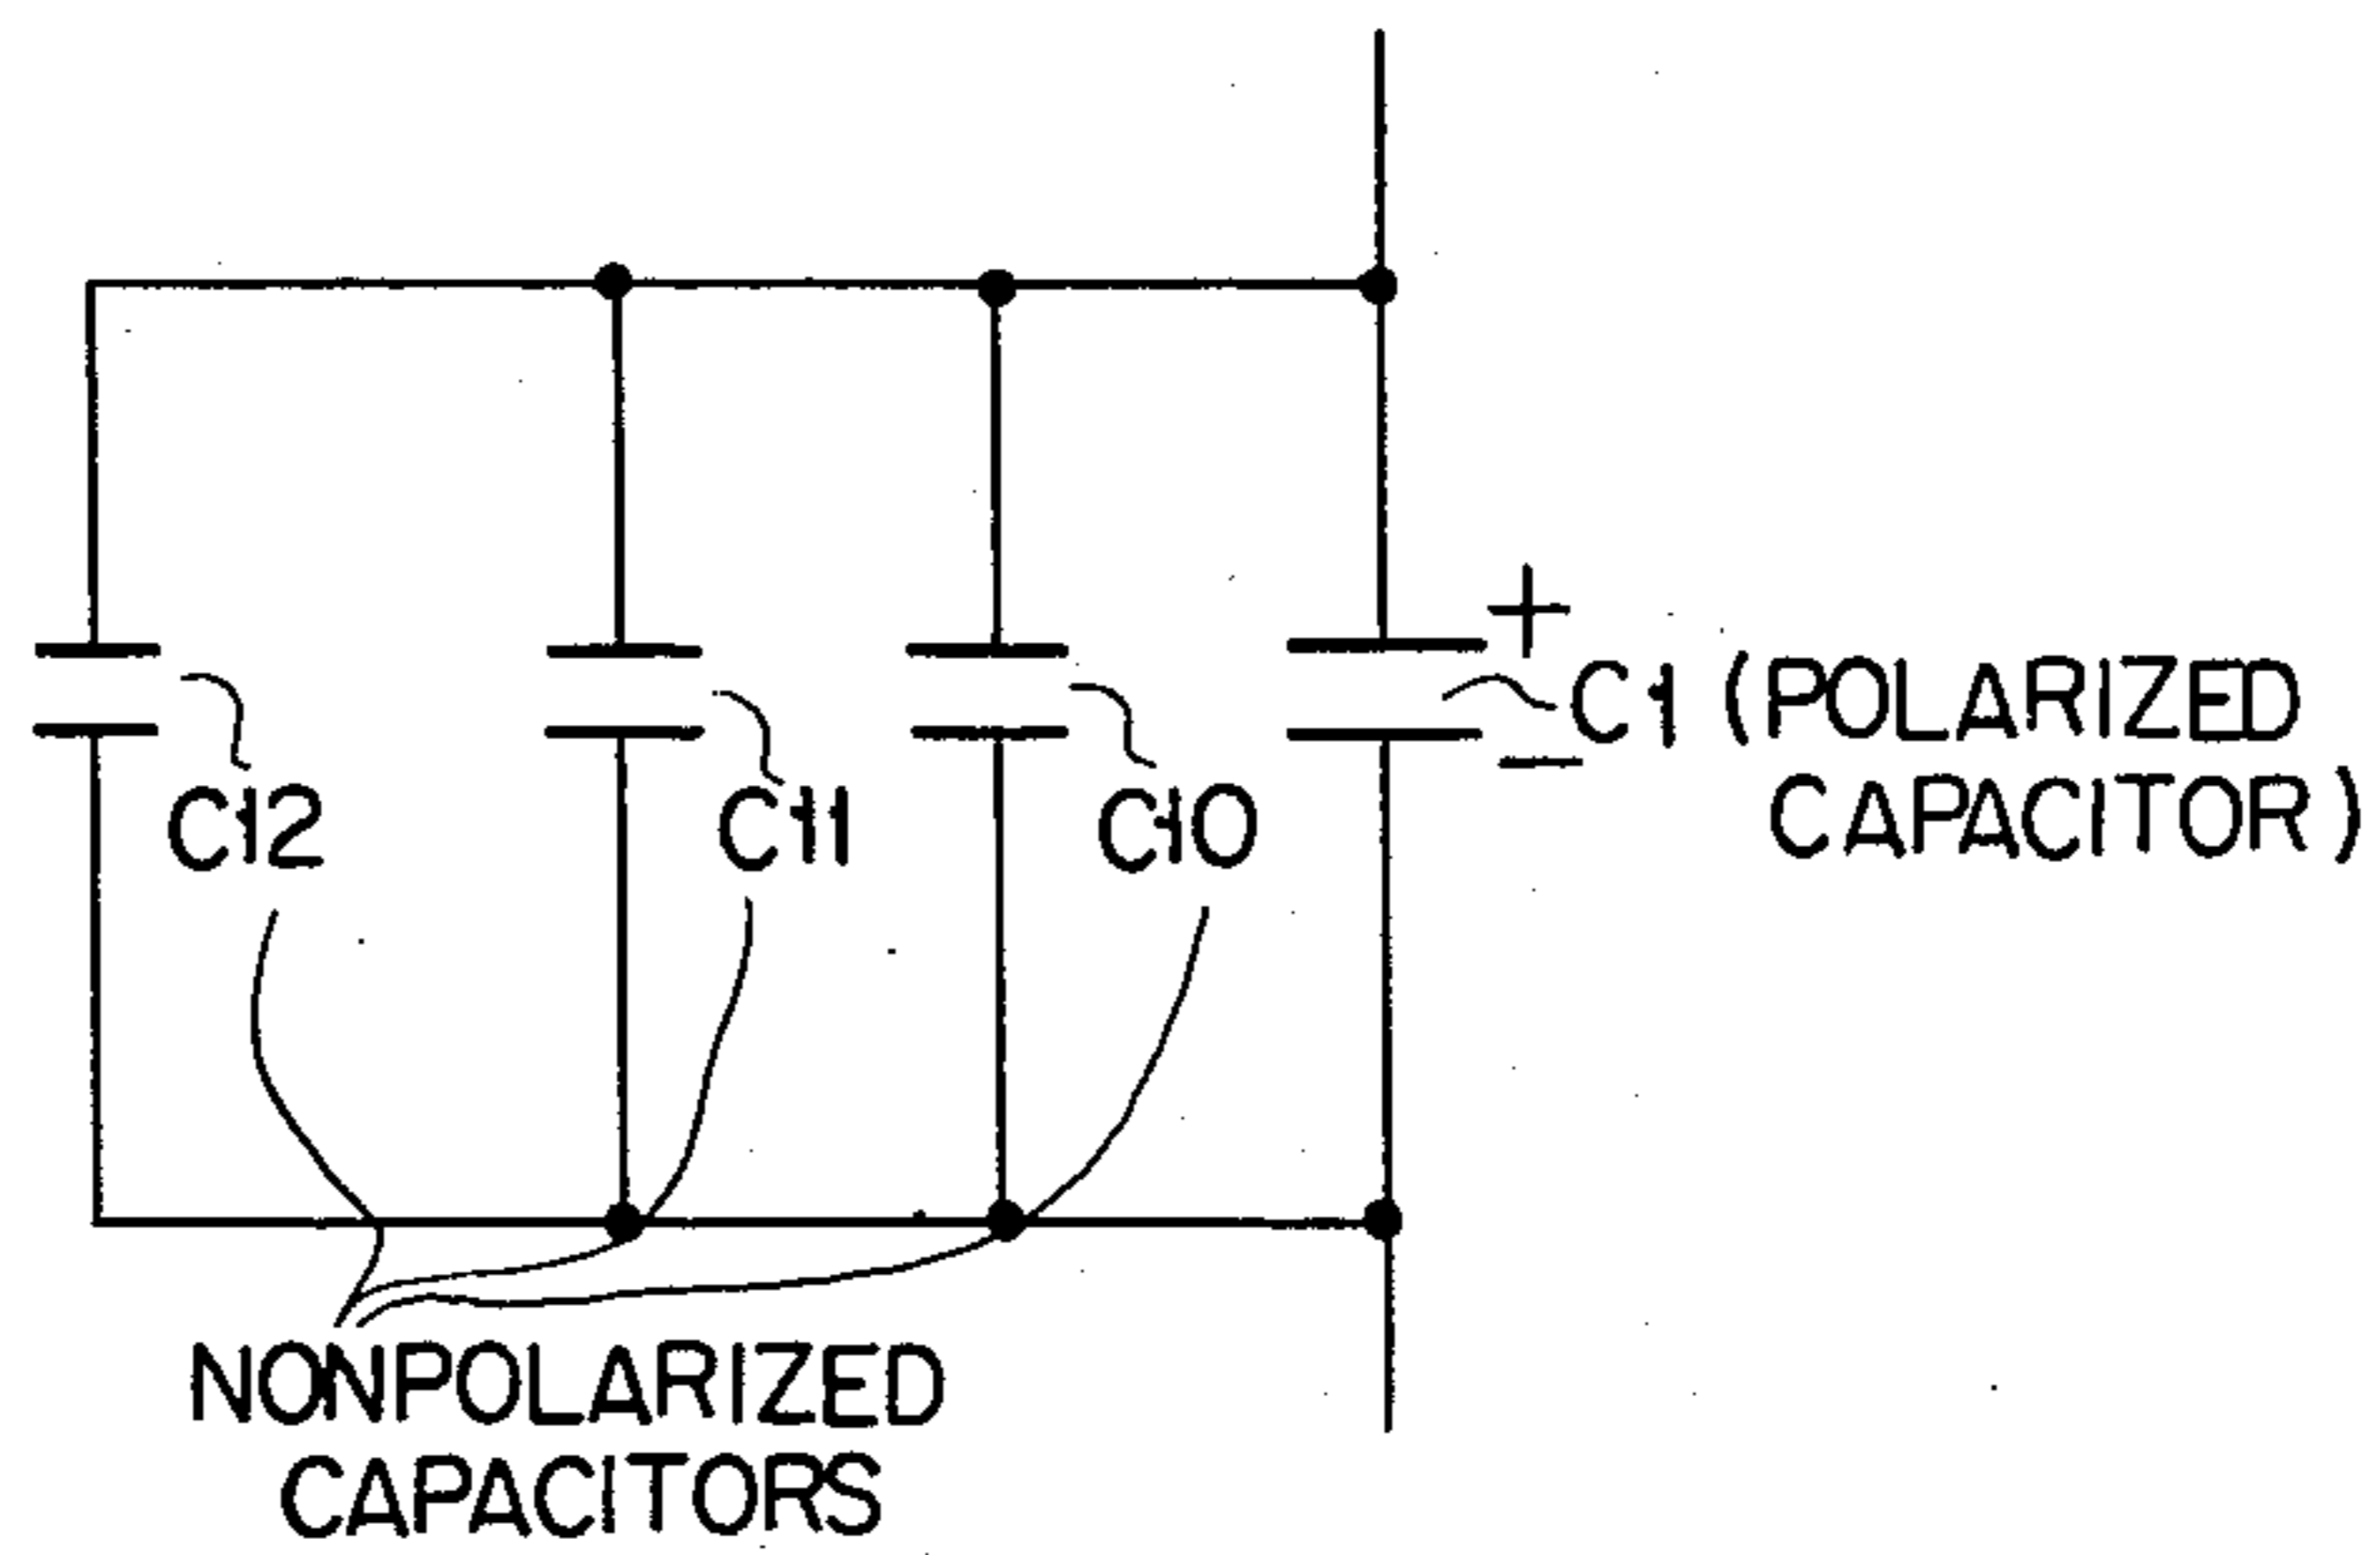 +
C1 (POLARIZED
CAPACITOR)
−
C12
C11
C10
NONPOLARIZED
CAPACITORS